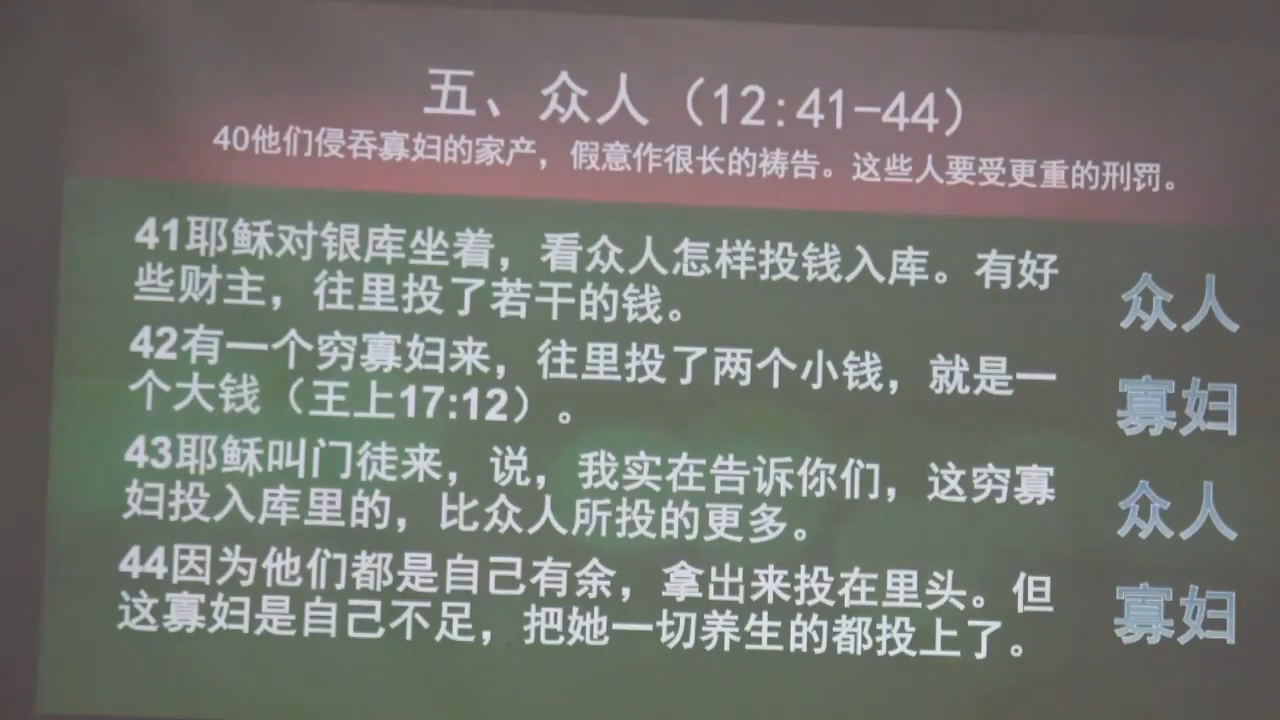 五、众人（12:41-44）
40他们侵吞寡妇的家产，假意作很长的祷告。这些人要受更重的刑罚。
41耶稣对银库坐着，看众人怎样投钱入库。有好
些财主，往里投了若干的钱。
众人
42有一个穷寡妇来，往里投了两个小钱，就是一
个大钱（王上17:12）。
寡妇
43耶稣叫门徒来，说，我实在告诉你们，这穷寡
妇投入库里的，比众人所投的更多。
众人
44因为他们都是自己有余，拿出来投在里头。但
这寡妇是自己不足，把她一切养生的都投上了。
寡妇